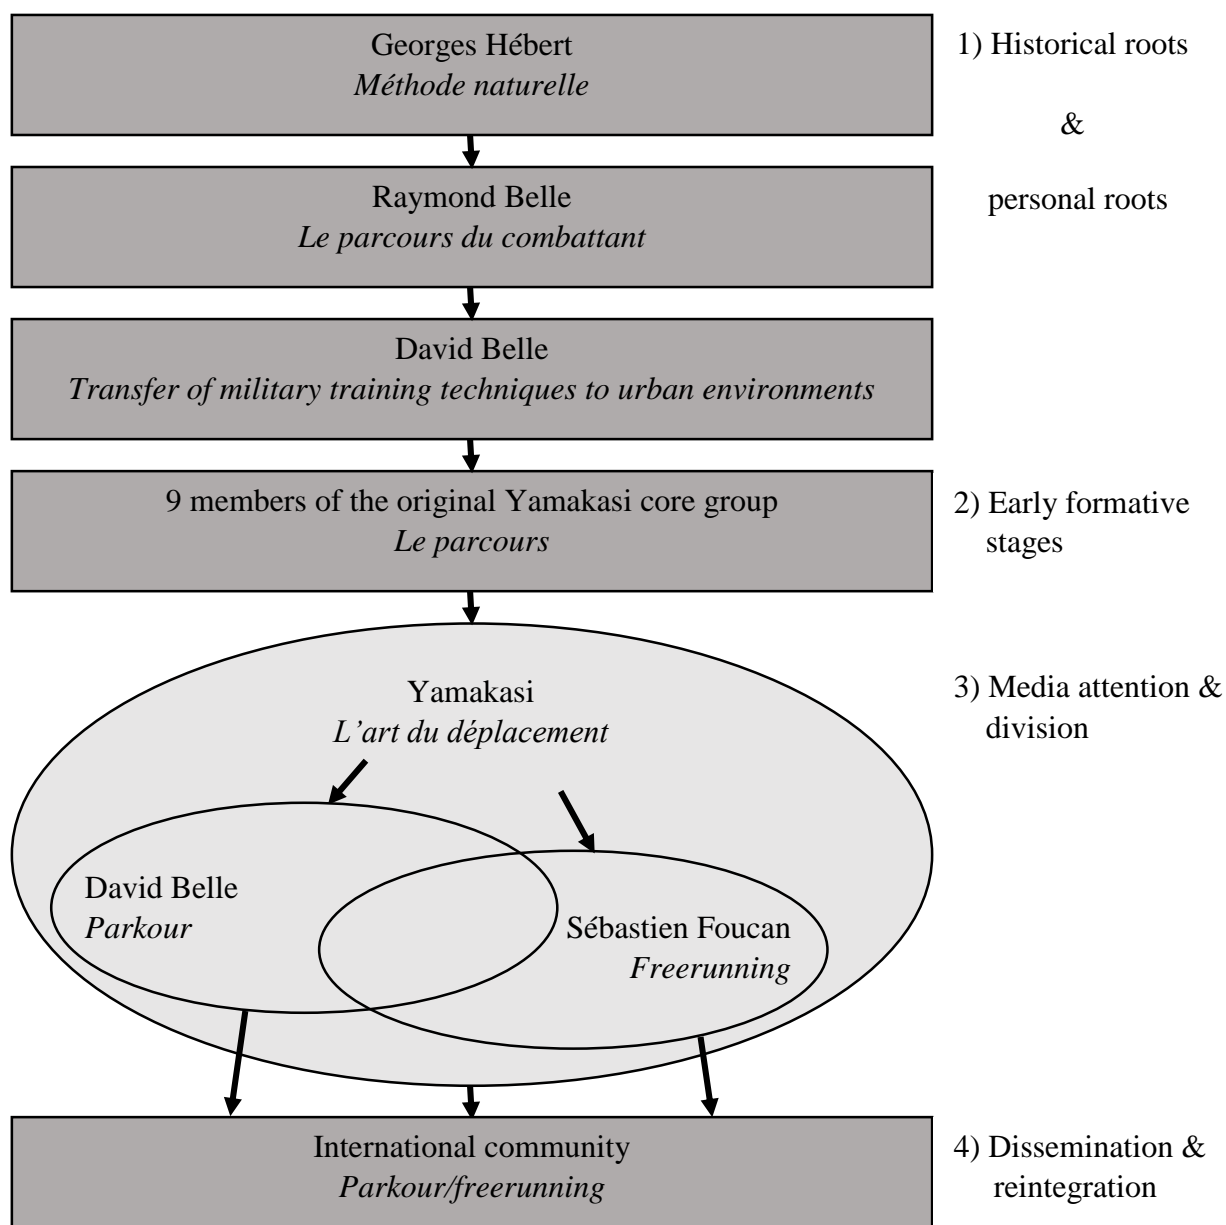 Georges Hébert
Méthode naturelle
1) Historical roots
&
personal roots
Raymond Belle
Le parcours du combattant
David Belle
Transfer of military training techniques to urban environments
9 members of the original Yamakasi core group
Le parcours
2) Early formative
stages
Yamakasi
L’art du déplacement
3) Media attention &
division
David Belle
Parkour
Sébastien Foucan
Freerunning
International community
Parkour/freerunning
4) Dissemination &
reintegration